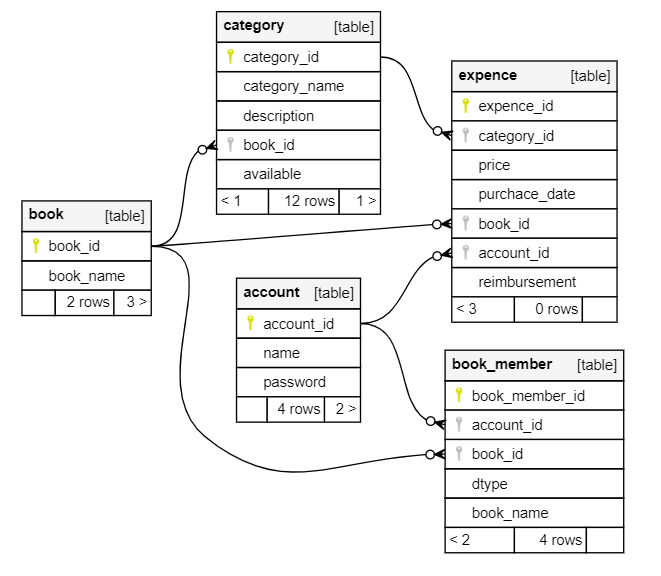 category [table]
category_id
category_name
description
book_id
available
< 1 12 rows 1 >
expence [table]
expence_id
category_id
price
purchace_date
book_id
account_id
reimbursement
< 3 0 rows
book [table]
book_id
book_name
2 rows 3 >
account [table]
account_id
name
password
4 rows 2 >
book_member [table]
book_member_id
account_id
book_id
dtype
book_name
< 2 4 rows